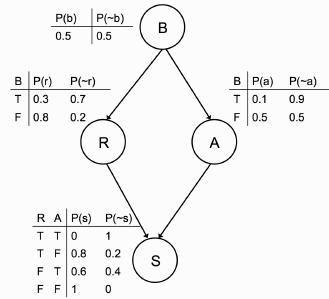 P(b) P(~b)
0.5 0.5
B
B P(r) P(~r)
T 0.3 0.7
F 0.8 0.2
B P(a) P(~a)
T 0.1 0.9
F 0.5 0.5
R
A
R A P(s) P(~s)
T T 0 1
T F 0.8 0.2
F T 0.6 0.4
F F 1 0
S